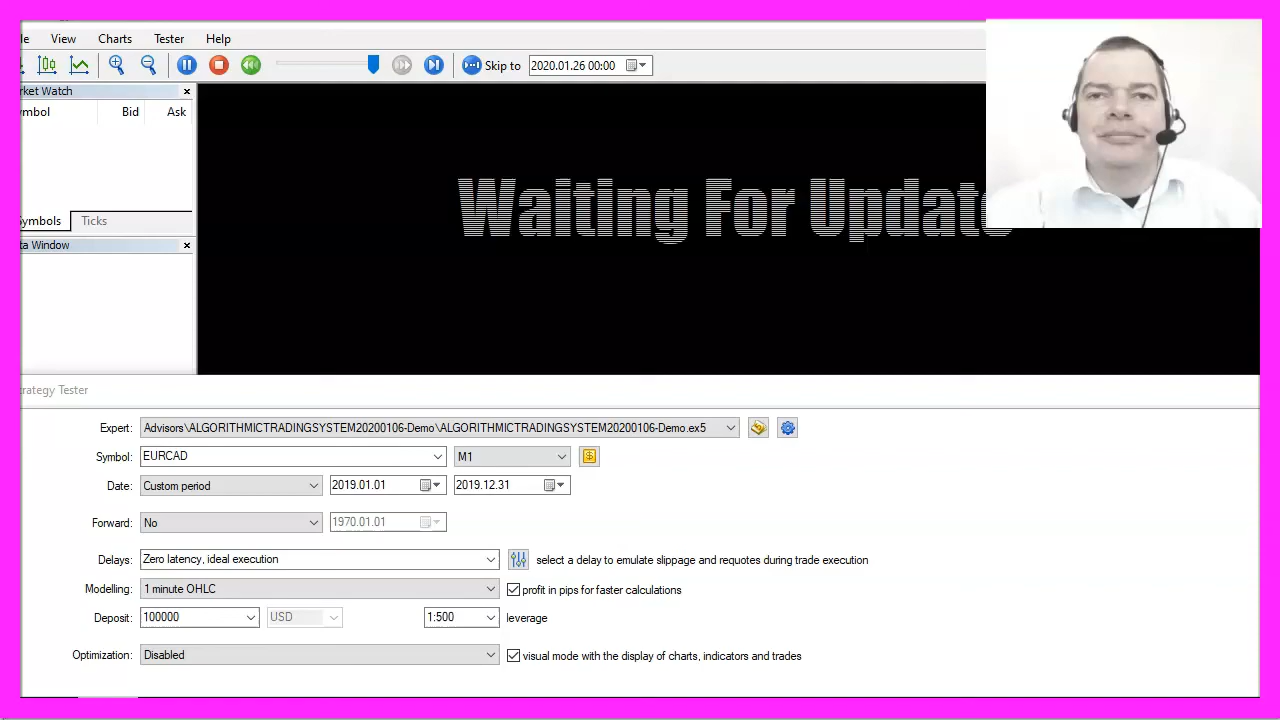 le View Charts Tester Help
Skip to 2020.01.26 00:00
rket Watch
ymbol Bid Ask
Waiting For Update
ymbols Ticks
ta Window
rategy Tester
Expert: Advisors\ALGORITHMICTRADINGSYSTEM20200106-Demo\ALGORITHMICTRADINGSYSTEM20200106-Demo.ex5
Symbol: EURCAD M1
Date: Custom period 2019.01.01 2019.12.31
Forward: No 1970.01.01
Delays: Zero latency, ideal execution select a delay to emulate slippage and requotes during trade execution
Modelling: 1 minute OHLC profit in pips for faster calculations
Deposit: 100000 USD 1:500 leverage
Optimization: Disabled visual mode with the display of charts, indicators and trades